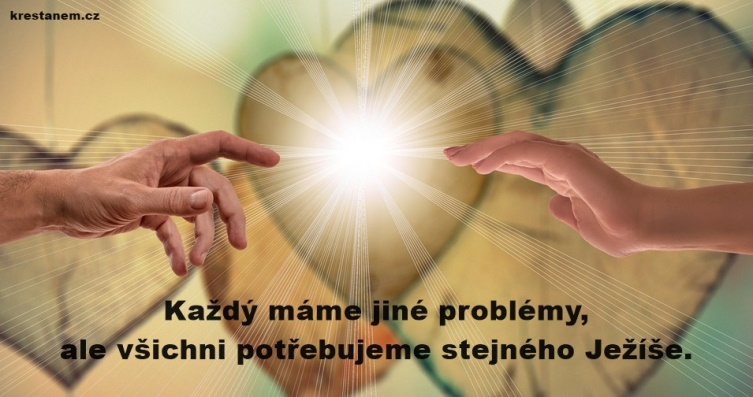 krestanem.cz
Každý máme jiné problémy,
ale všichni potřebujeme stejného Ježíše.